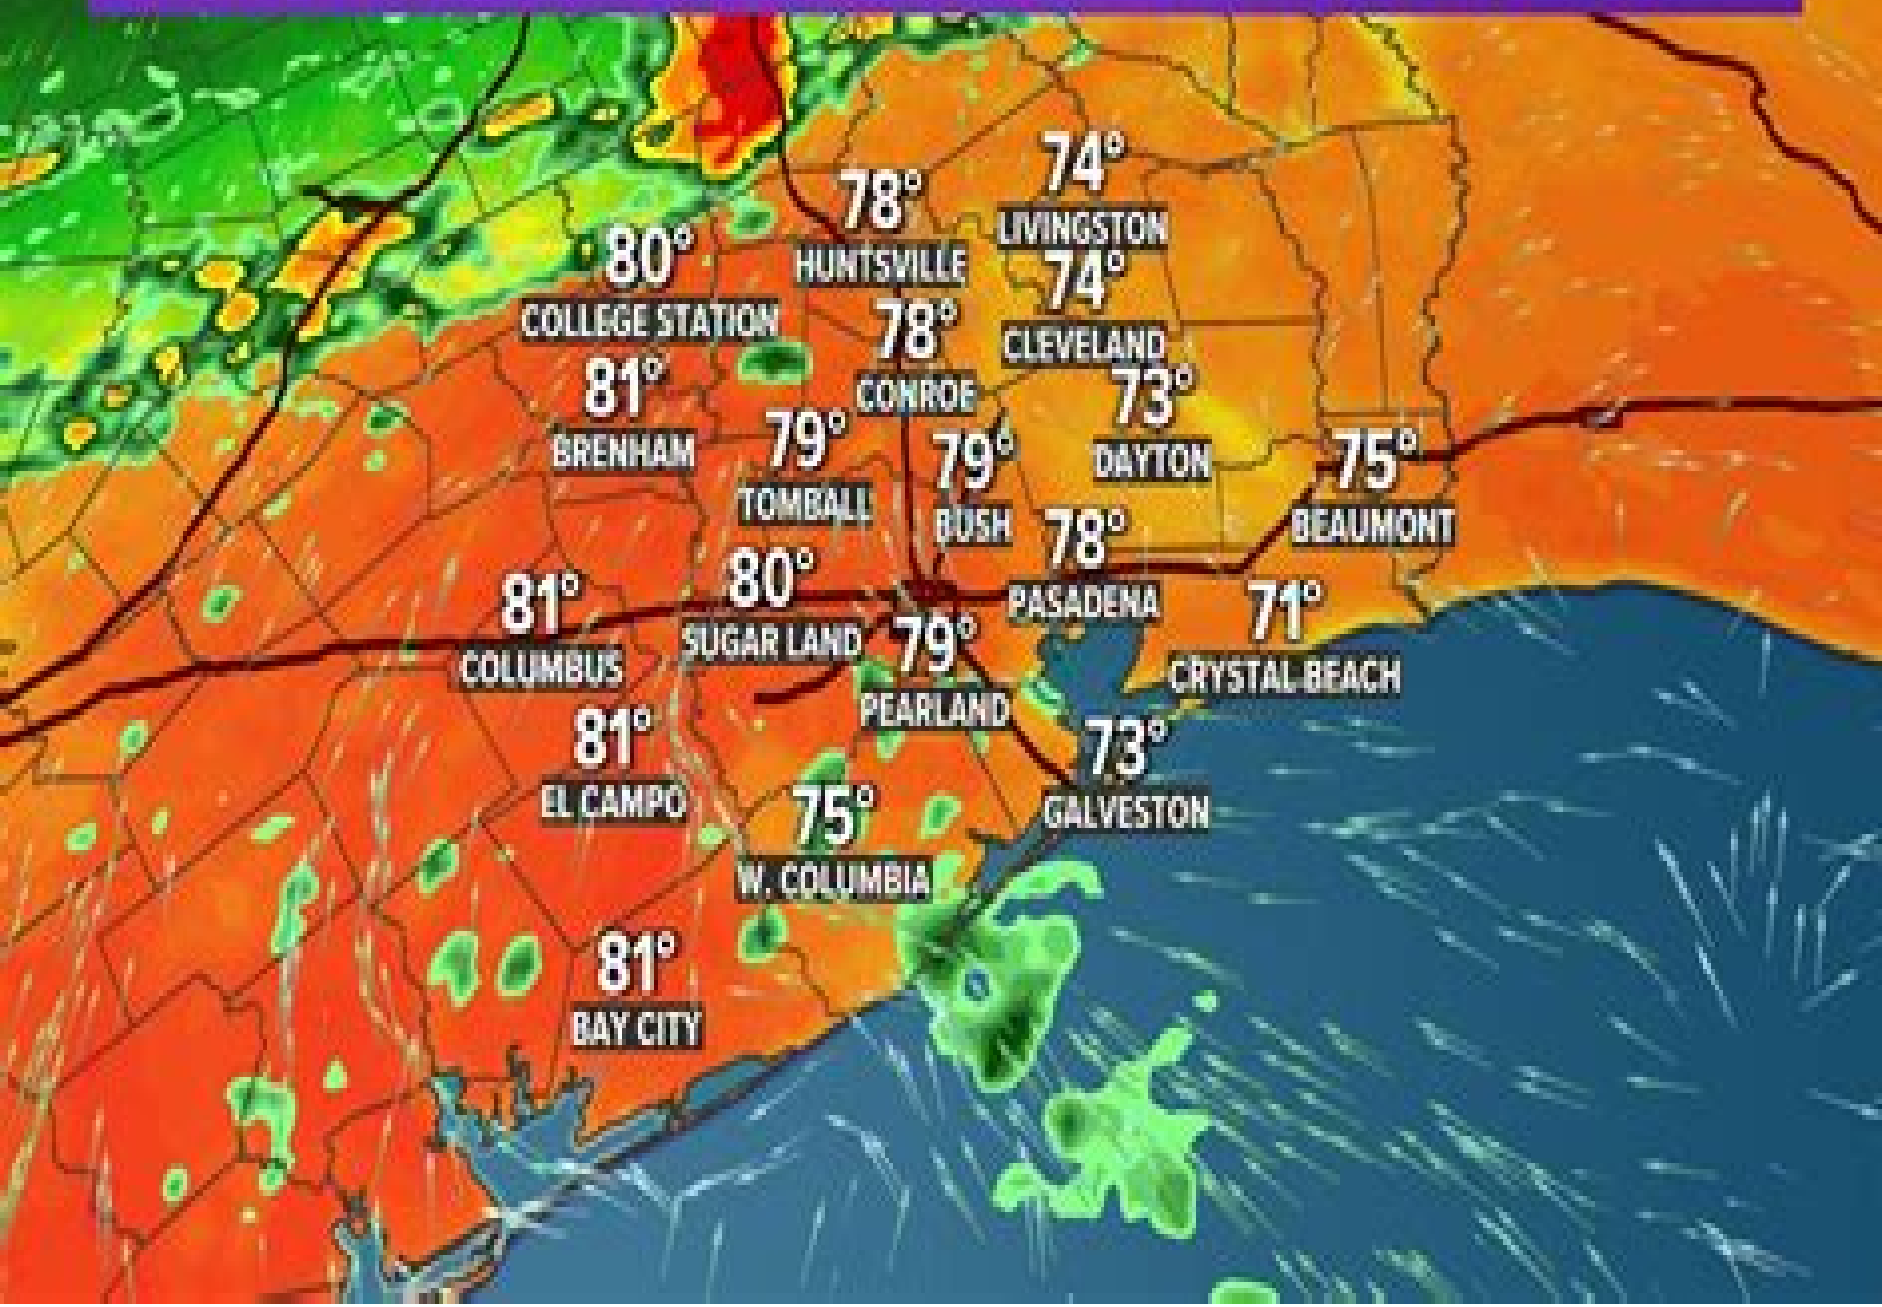 74°
LIVINGSTON
78°
HUNTSVILLE
80°
COLLEGE STATION
74°
CLEVELAND
78°
CONROE
81°
BRENHAM
73°
DAYTON
79°
TOMBALL
79°
BUSH
75°
BEAUMONT
78°
PASADENA
80°
SUGAR LAND
81°
COLUMBUS
71°
CRYSTAL BEACH
79°
PEARLAND
81°
EL CAMPO
73°
GALVESTON
75°
W. COLUMBIA
81°
BAY CITY